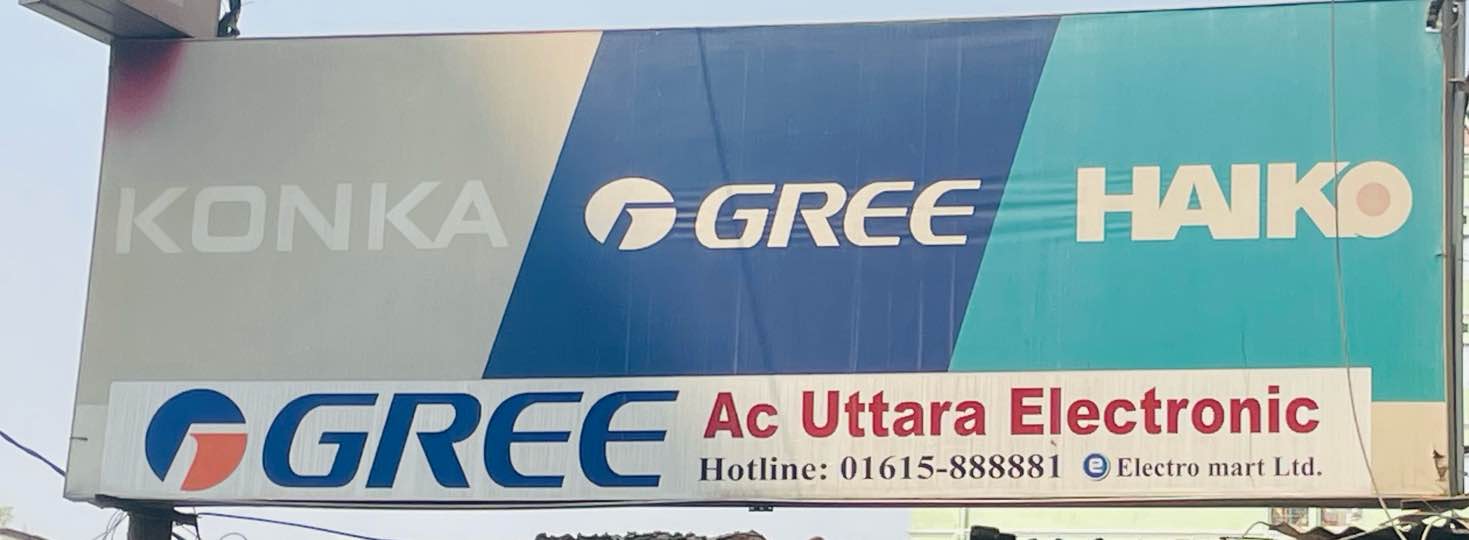 KONKA GREE HAIKO
GREE Ac Uttara Electronic
Hotline: 01615-888881 e Electro mart Ltd.